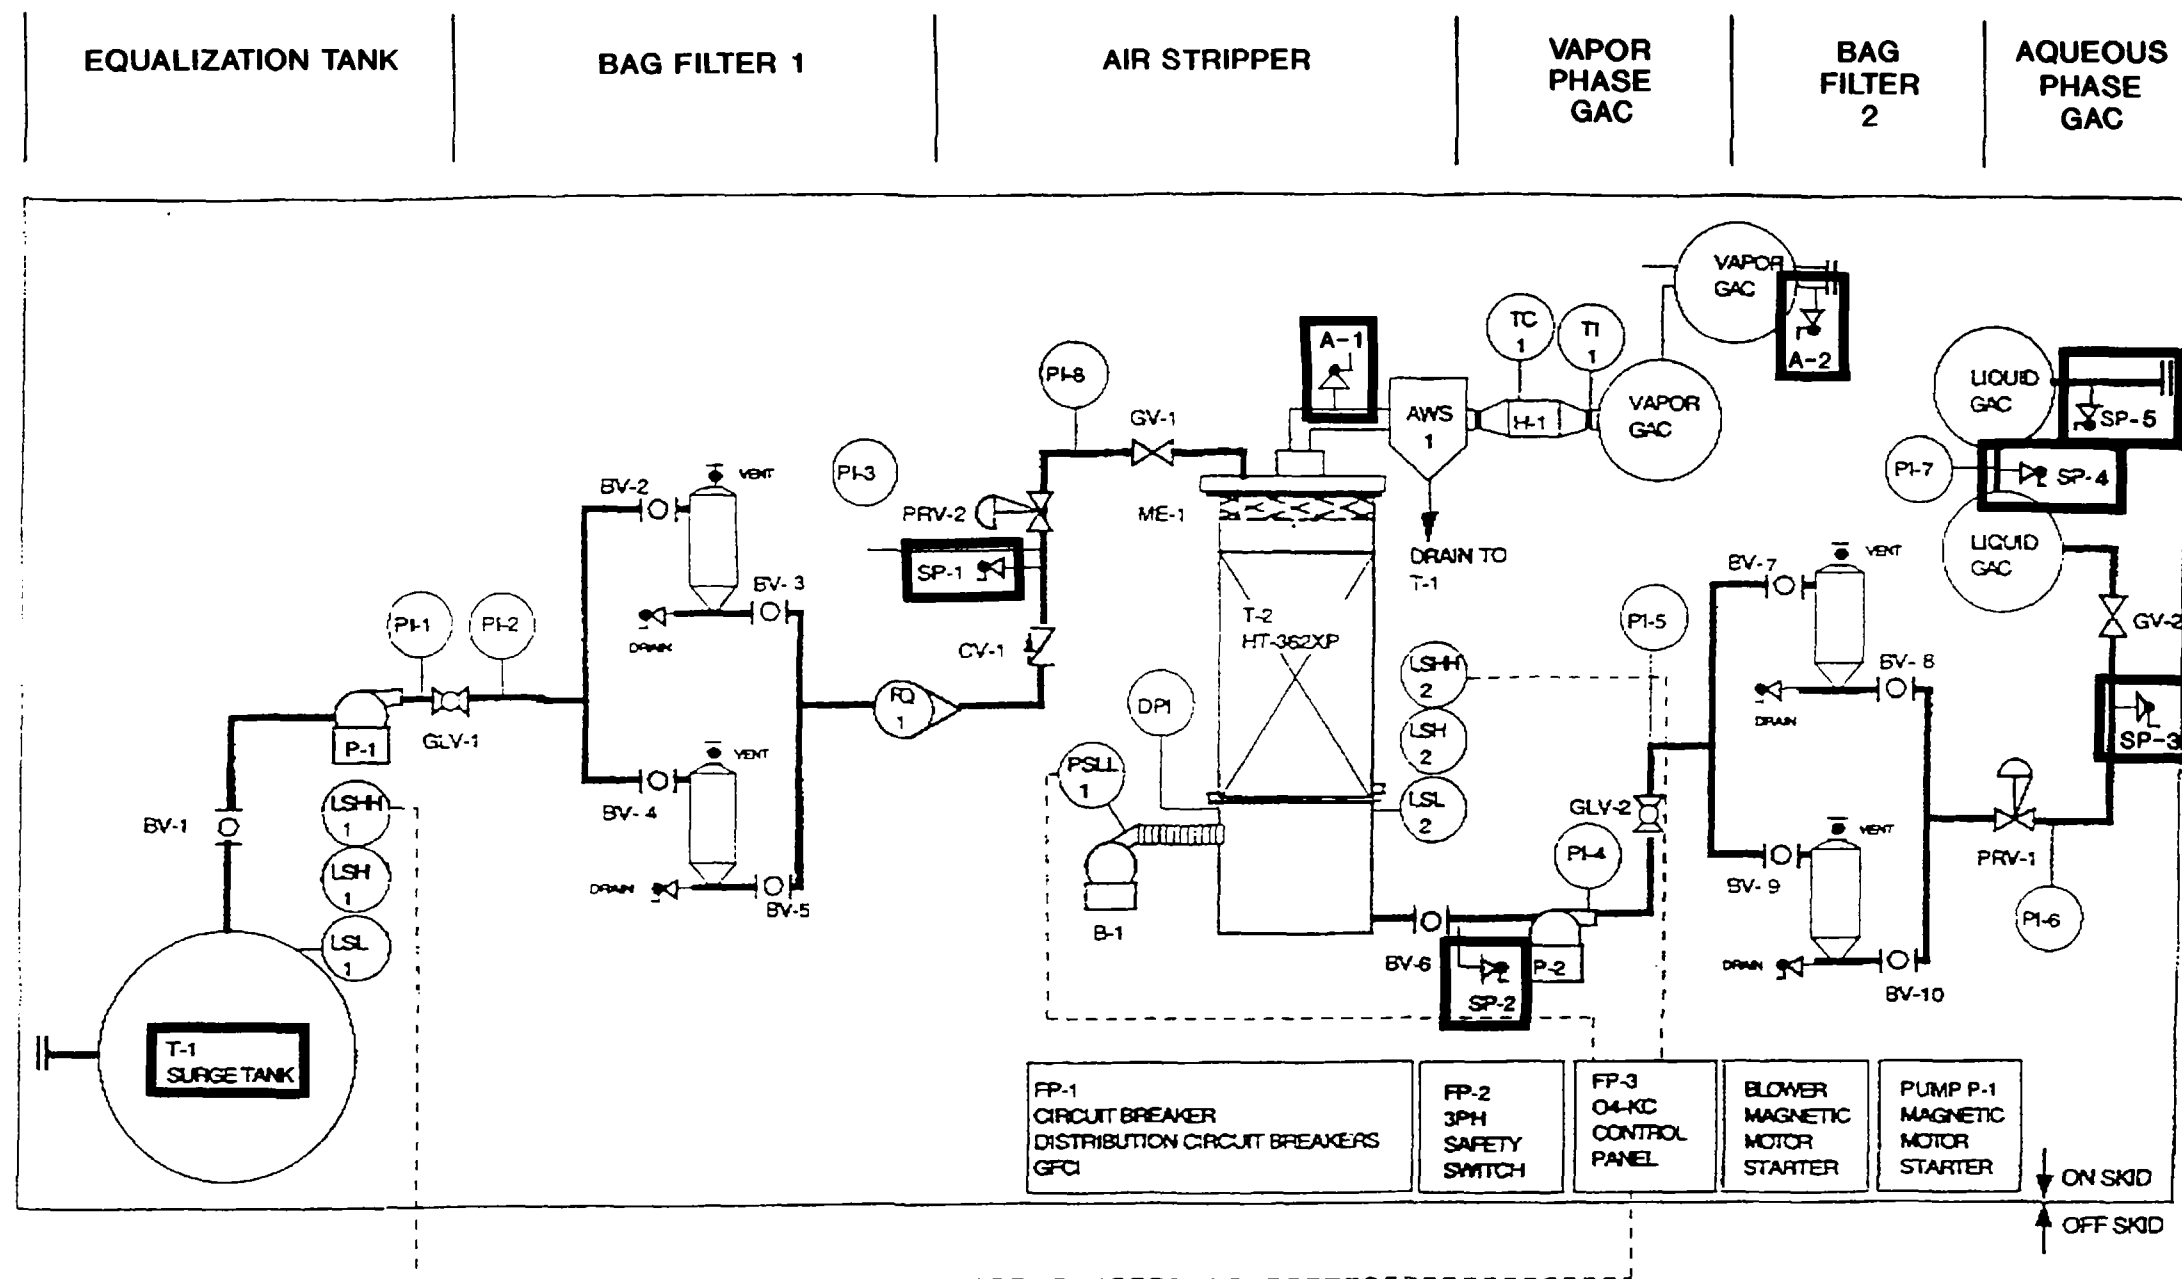 EQUALIZATION TANK
BAG FILTER 1
AIR STRIPPER
VAPOR
PHASE
GAC
BAG
FILTER
2
AQUEOUS
PHASE
GAC
VAPOR
GAC
A-2
TC
1
TI
1
A-1
AWS
1
H-1
VAPOR
GAC
PI-8
GV-1
LIQUID
GAC
SP-5
PI-7
SP-4
LIQUID
GAC
PI-3
BV-2
VENT
PRV-2
ME-1
DRAIN TO
T-1
SP-1
BV-3
DRAIN
CV-1
T-2
HT-362XP
BV-7
VENT
GV-2
PI-1
PI-2
PI-5
BV-8
DRAIN
LSHH
2
LSH
2
LSL
2
DPI
FQ
1
P-1
GLV-1
VENT
SP-3
PSLL
1
LSHH
1
LSH
1
LSL
1
BV-1
BV-4
GLV-2
VENT
PRV-1
PI-4
BV-9
DRAIN
BV-5
B-1
BV-6
P-2
SP-2
PI-6
DRAIN
BV-10
T-1
SURGE TANK
FP-1
CIRCUIT BREAKER
DISTRIBUTION CIRCUIT BREAKERS
GFCI
FP-2
3PH
SAFETY
SWITCH
FP-3
O4-KC
CONTROL
PANEL
BLOWER
MAGNETIC
MOTOR
STARTER
PUMP P-1
MAGNETIC
MOTOR
STARTER
ON SKID
OFF SKID